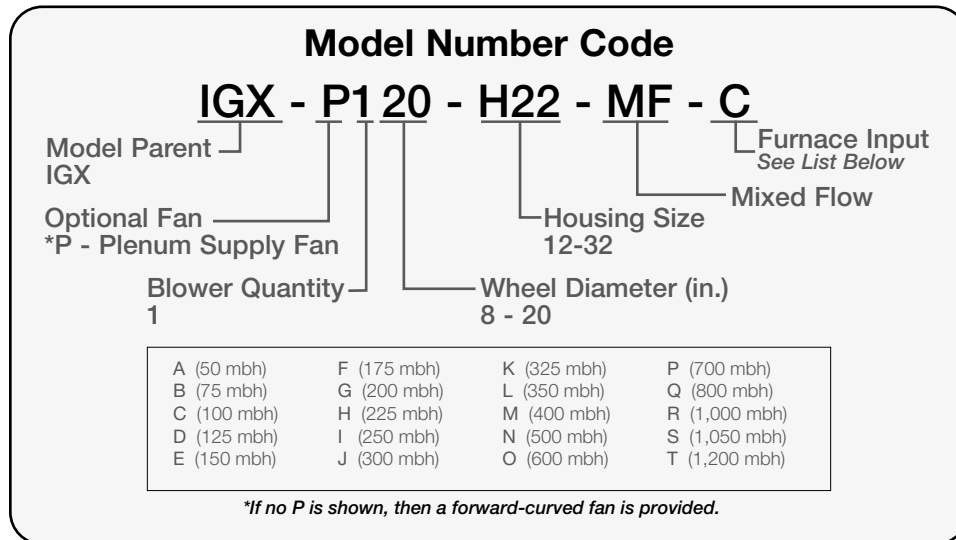 Model Number Code
IGX - P120 - H22 - MF - C
Model Parent
IGX
Furnace Input
See List Below
Mixed Flow
Optional Fan
*P - Plenum Supply Fan
Housing Size
12-32
Blower Quantity
1
Wheel Diameter (in.)
8 - 20
A (50 mbh) F (175 mbh) K (325 mbh) P (700 mbh)
B (75 mbh) G (200 mbh) L (350 mbh) Q (800 mbh)
C (100 mbh) H (225 mbh) M (400 mbh) R (1,000 mbh)
D (125 mbh) I (250 mbh) N (500 mbh) S (1,050 mbh)
E (150 mbh) J (300 mbh) O (600 mbh) T (1,200 mbh)
*If no P is shown, then a forward-curved fan is provided.